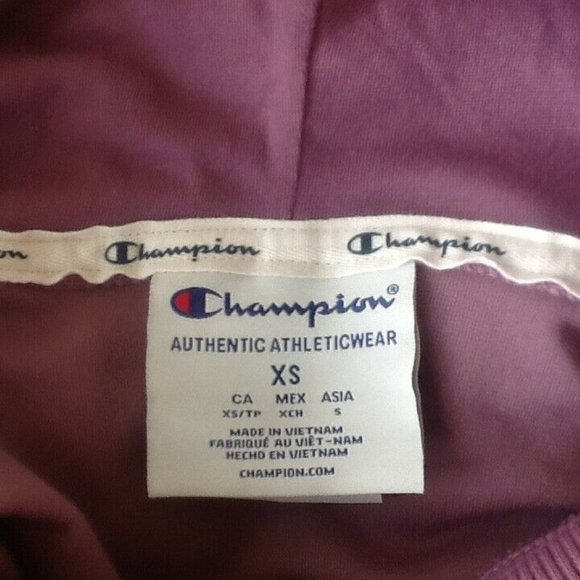 on Champion Champion
Champion®
AUTHENTIC ATHLETICWEAR
XS
CA MEX ASIA
XS/TP XCH S
MADE IN VIETNAM
FABRIQUÉ AU VIÊT-NAM
HECHO EN VIETNAM
CHAMPION.COM